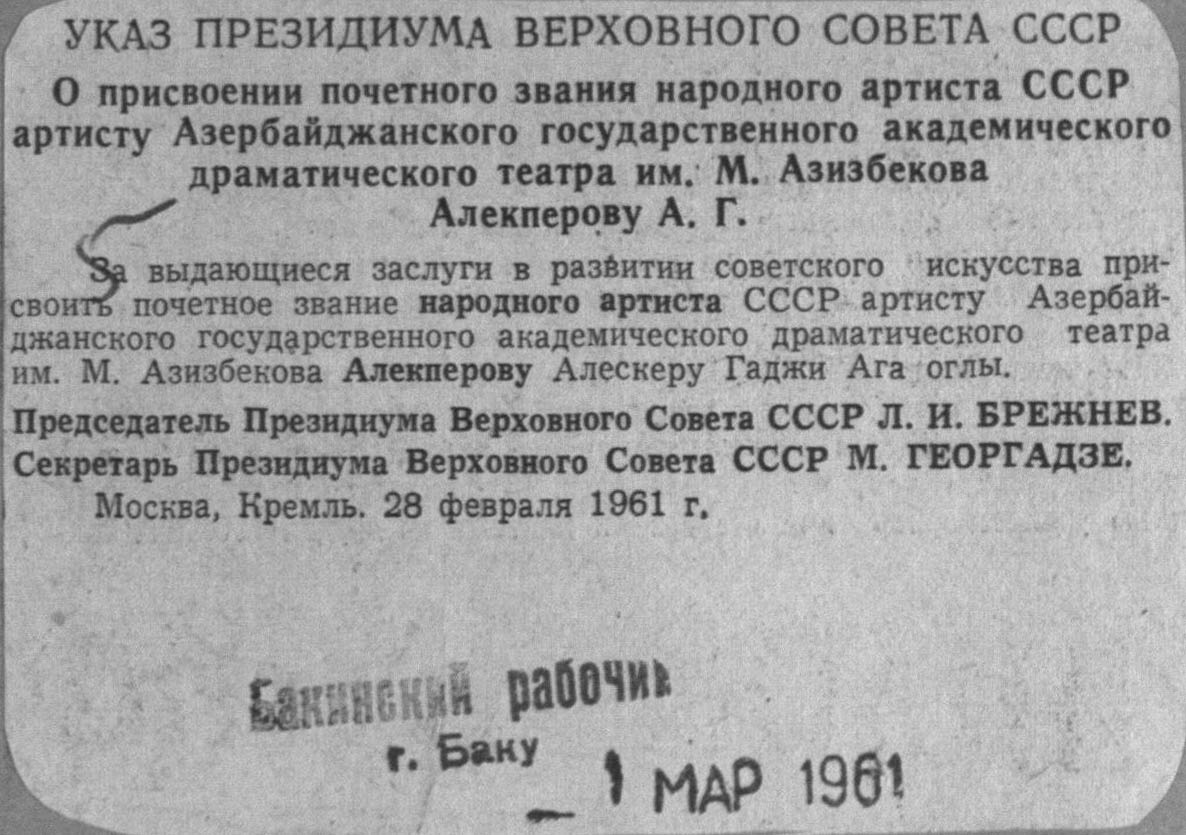 УКАЗ ПРЕЗИДИУМА ВЕРХОВНОГО СОВЕТА СССР
О присвоении почетного звания народного артиста СССР
артисту Азербайджанского государственного академического
драматического театра им. М. Азизбекова
Алекперову А. Г.
За выдающиеся заслуги в развитии советского искусства при-
своить почетное звание народного артиста СССР артисту Азербай-
джанского государственного академического драматического театра
им. М. Азизбекова Алекперову Алескеру Гаджи Ага оглы.
Председатель Президиума Верховного Совета СССР Л. И. БРЕЖНЕВ.
Секретарь Президиума Верховного Совета СССР М. ГЕОРГАДЗЕ.
Москва, Кремль. 28 февраля 1961 г.
Бакинский рабочий
г. Баку
– 1 МАР 1961